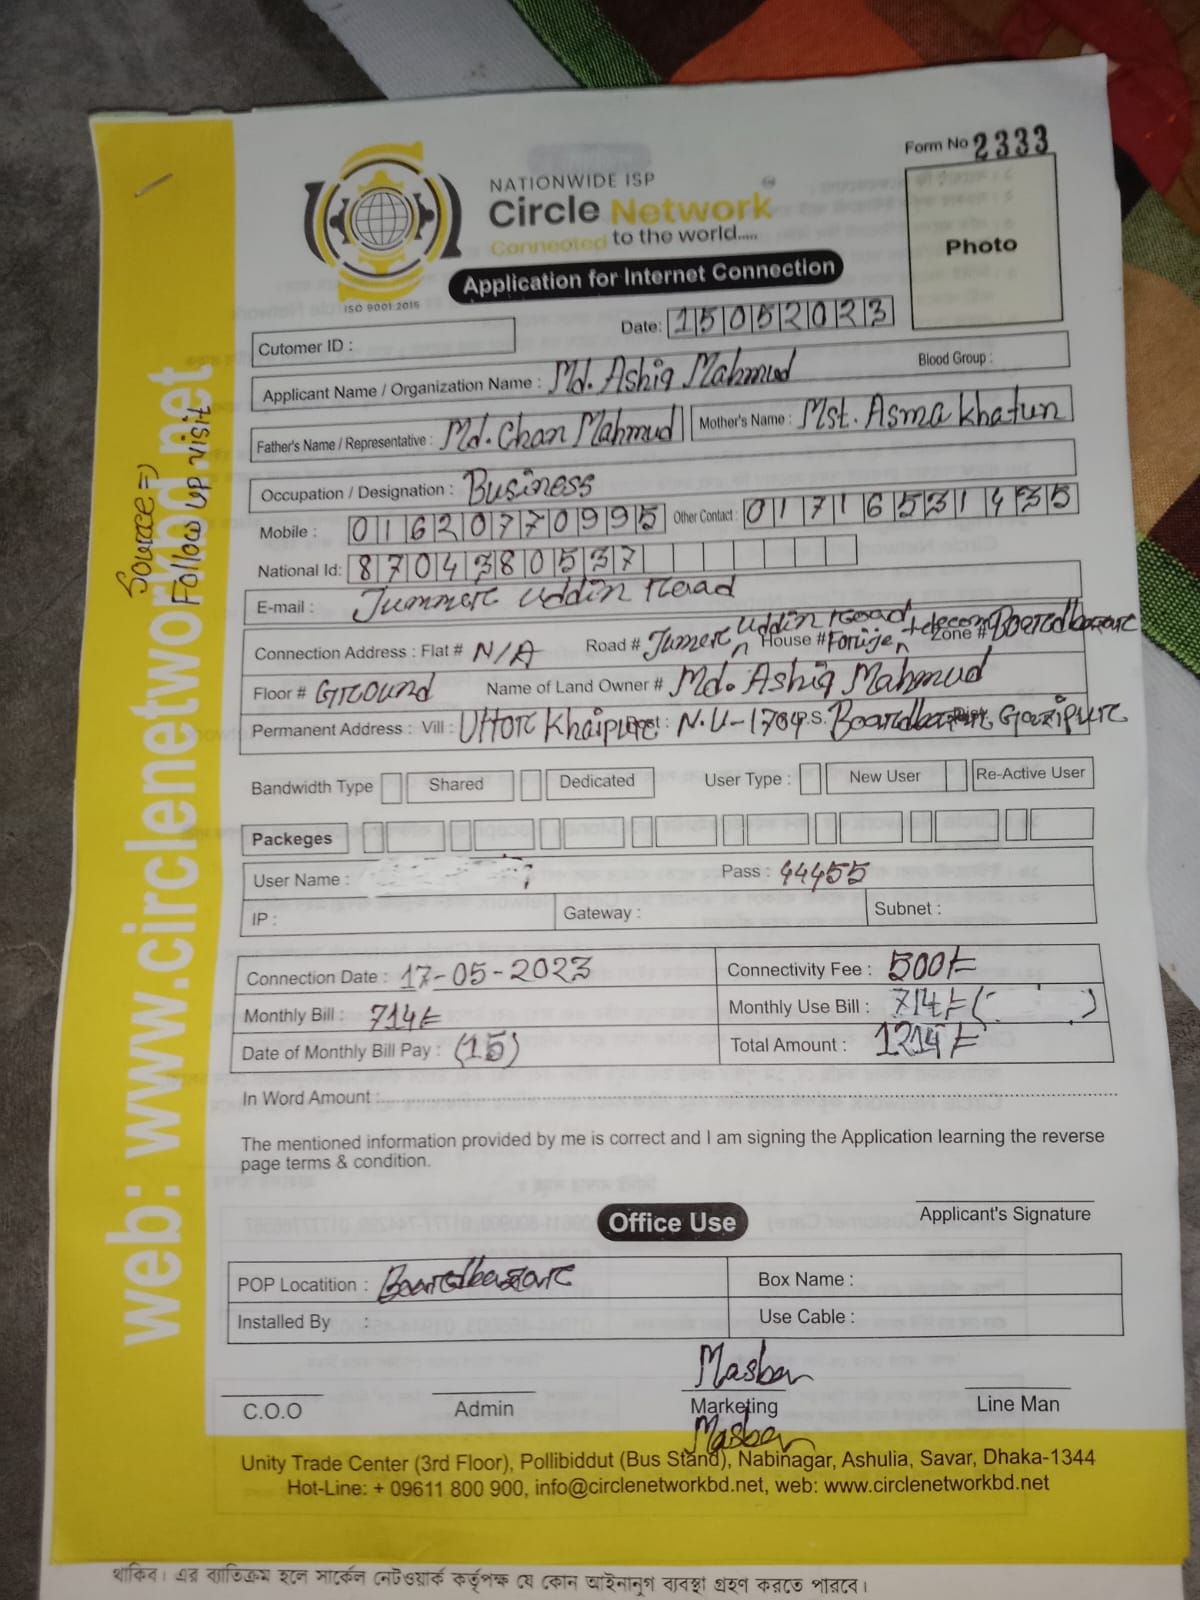 Form No 2333
NATIONWIDE ISP
Circle Network
Connected to the world.....
ISO 9001:2015
Application for Internet Connection
Photo
Date: 15052023
Cutomer ID :
Applicant Name / Organization Name : Md. Ashiq Mahmud Blood Group :
Father's Name / Representative : Md. Chan Mahmud Mother's Name : Mst. Asma Khatun
Occupation / Designation : Business
Mobile : 01620770995 Other Contact : 01716531435
National Id: 8704380537
E-mail : Jummer Uddin Road
Connection Address : Flat # N/A Road # Jumer Uddin Road House # telecom Zone # Boardbazar
Floor # Ground Name of Land Owner # Md. Ashiq Mahmud
Permanent Address : Vill : Uttor Khaipur Post : N.U-1704 P.S. Boardbazar Dist. Gazipur
Bandwidth Type Shared Dedicated User Type : New User Re-Active User
Packeges
User Name : Pass : 44455
IP : Gateway : Subnet :
Connection Date : 17-05-2023 Connectivity Fee : 500/=
Monthly Bill : 714/= Monthly Use Bill : 714/= ( )
Date of Monthly Bill Pay : (15) Total Amount : 1214/=
In Word Amount :
The mentioned information provided by me is correct and I am signing the Application learning the reverse
page terms & condition.
Applicant's Signature
Office Use
POP Locatition : Boardbazar Box Name :
Installed By : Use Cable :
Masber
C.O.O Admin Marketing Line Man
Masber
Unity Trade Center (3rd Floor), Pollibiddut (Bus Stand), Nabinagar, Ashulia, Savar, Dhaka-1344
Hot-Line: + 09611 800 900, info@circlenetworkbd.net, web: www.circlenetworkbd.net
থাকিব। এর ব্যাতিক্রম হলে সার্কেল নেটওয়ার্ক কর্তৃপক্ষ যে কোন আইনানুগ ব্যবস্থা গ্রহণ করতে পারবে।
web: www.circlenetworkbd.net
Source =>
Follow up visit